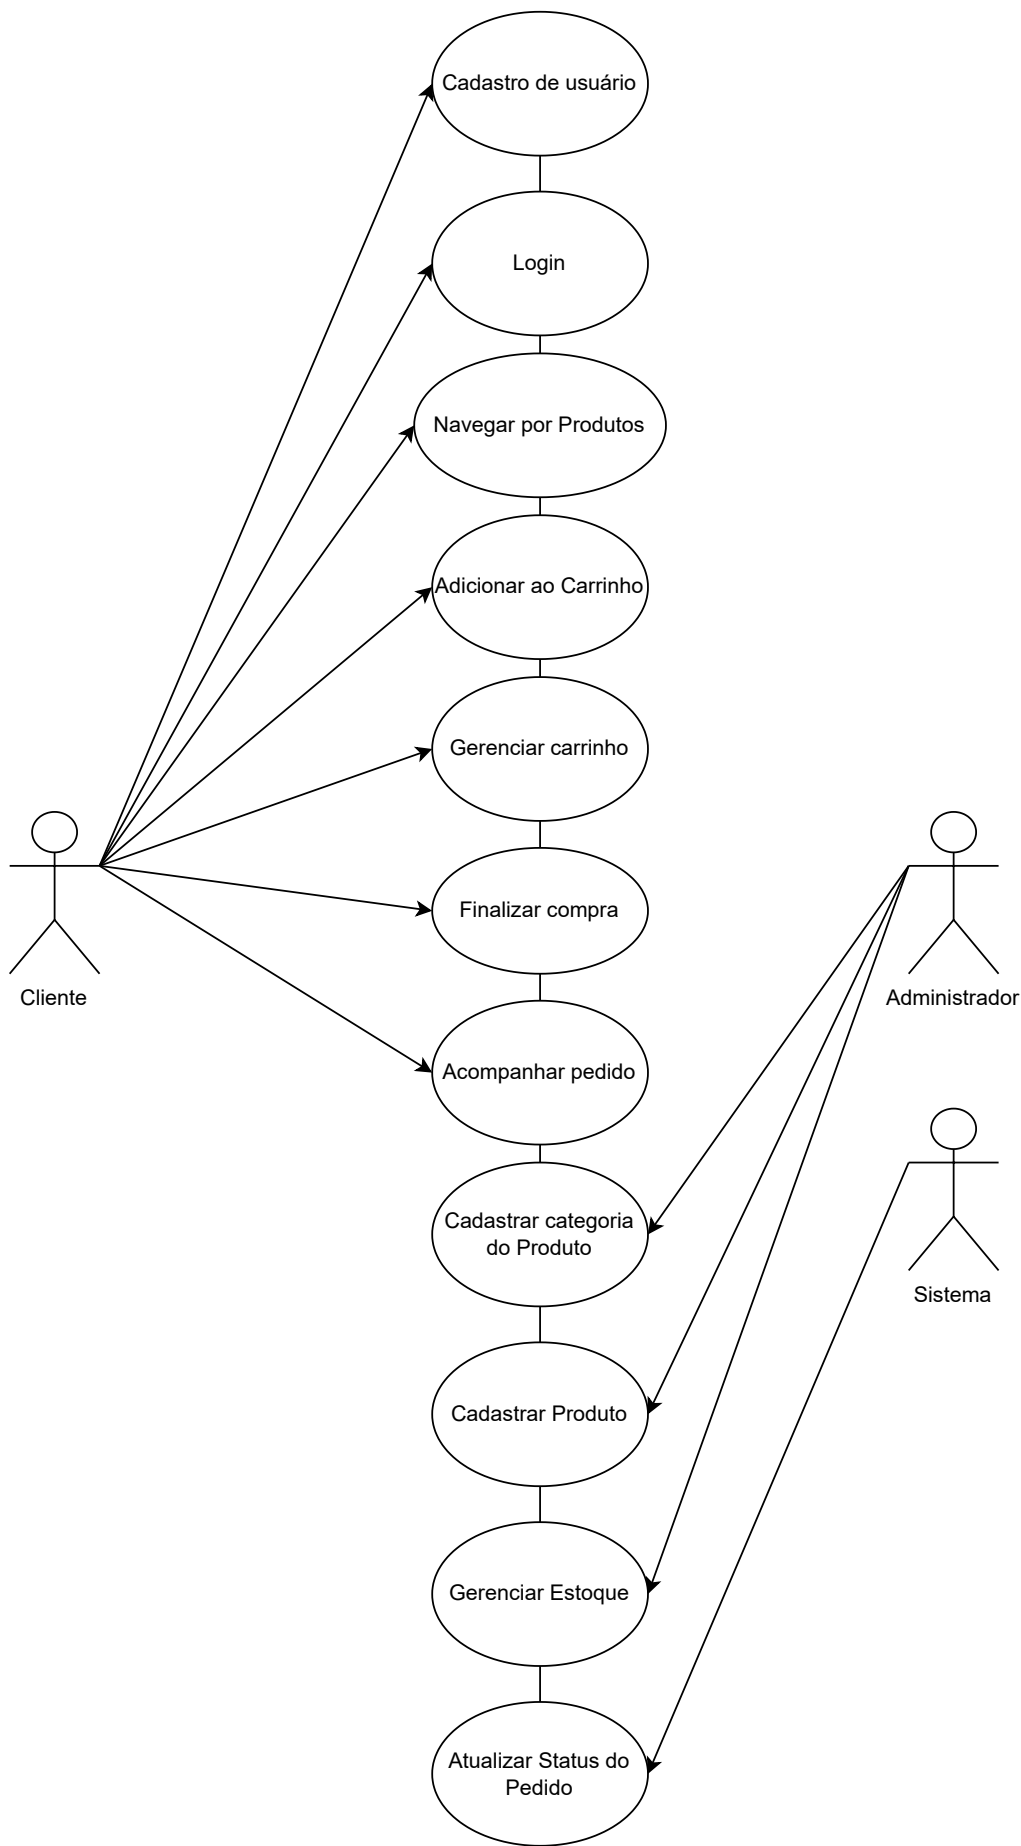 Cadastro de usuário
Login
Navegar por Produtos
Adicionar ao Carrinho
Gerenciar carrinho
Finalizar compra
Cliente
Administrador
Acompanhar pedido
Cadastrar categoria
do Produto
Sistema
Cadastrar Produto
Gerenciar Estoque
Atualizar Status do
Pedido